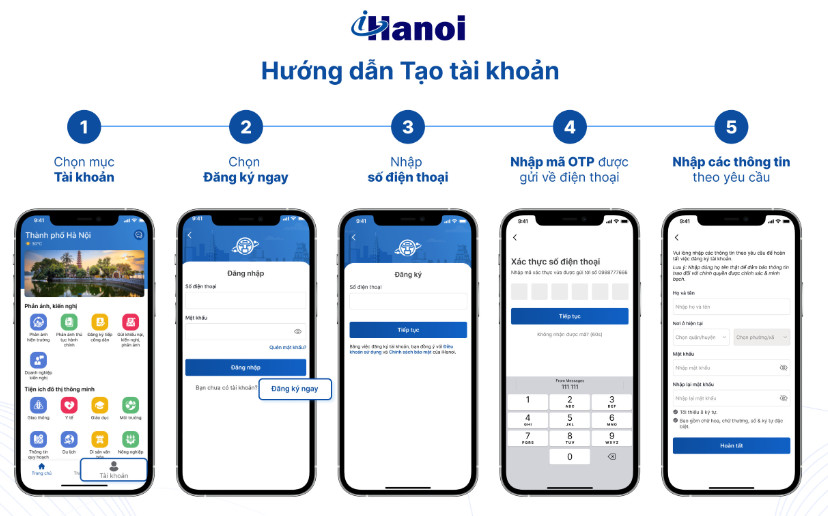 iHanoi
Hướng dẫn Tạo tài khoản
1
Chọn mục
Tài khoản
2
Chọn
Đăng ký ngay
3
Nhập
số điện thoại
4
Nhập mã OTP được
gửi về điện thoại
5
Nhập các thông tin
theo yêu cầu
9:41
Thành phố Hà Nội
Phản ánh, kiến nghị
Phản ánh
hiện trường
Phản ánh thủ
tục hành
chính
Đăng ký tiếp
công dân
Gửi khiếu nại,
kiến nghị,
phản ánh
Doanh nghiệp
kiến nghị
Tiện ích đô thị thông minh
Giao thông
Y tế
Giáo dục
Môi trường
Thông tin
quy hoạch
Du lịch
Di sản văn
Nông nghiệp
Trang chủ
Tài khoản
9:41
Đăng nhập
Số điện thoại
Mật khẩu
Quên mật khẩu?
Đăng nhập
Bạn chưa có tài khoản?
Đăng ký ngay
9:41
Đăng ký
Số điện thoại
Tiếp tục
Bằng việc đăng ký tài khoản, bạn đồng ý với Điều
khoản sử dụng và Chính sách bảo mật của iHanoi.
9:41
Xác thực số điện thoại
Nhập mã xác thực vừa được gửi tới số 0989777666
Tiếp tục
Không nhận được mã? (60s)
From Messages
111 111
1
2
ABC
3
DEF
4
GHI
5
JKL
6
MNO
7
PQRS
8
TUV
9
WXYZ
0
9:41
Vui lòng nhập các thông tin theo yêu cầu để hoàn
tất việc đăng ký tài khoản
Lưu ý: Nhập đúng họ tên thật để đảm bảo thông tin
trao đổi với chính quyền được chính xác & minh
bạch.
Họ và tên
Nhập họ và tên
Nơi ở hiện tại
Chọn quận/huyện
Chọn phường/xã
Mật khẩu
Nhập mật khẩu
Nhập lại mật khẩu
Nhập lại mật khẩu
Tối thiểu 8 ký tự
Bao gồm chữ hoa, chữ thường, số & ký tự đặc
biệt.
Hoàn tất